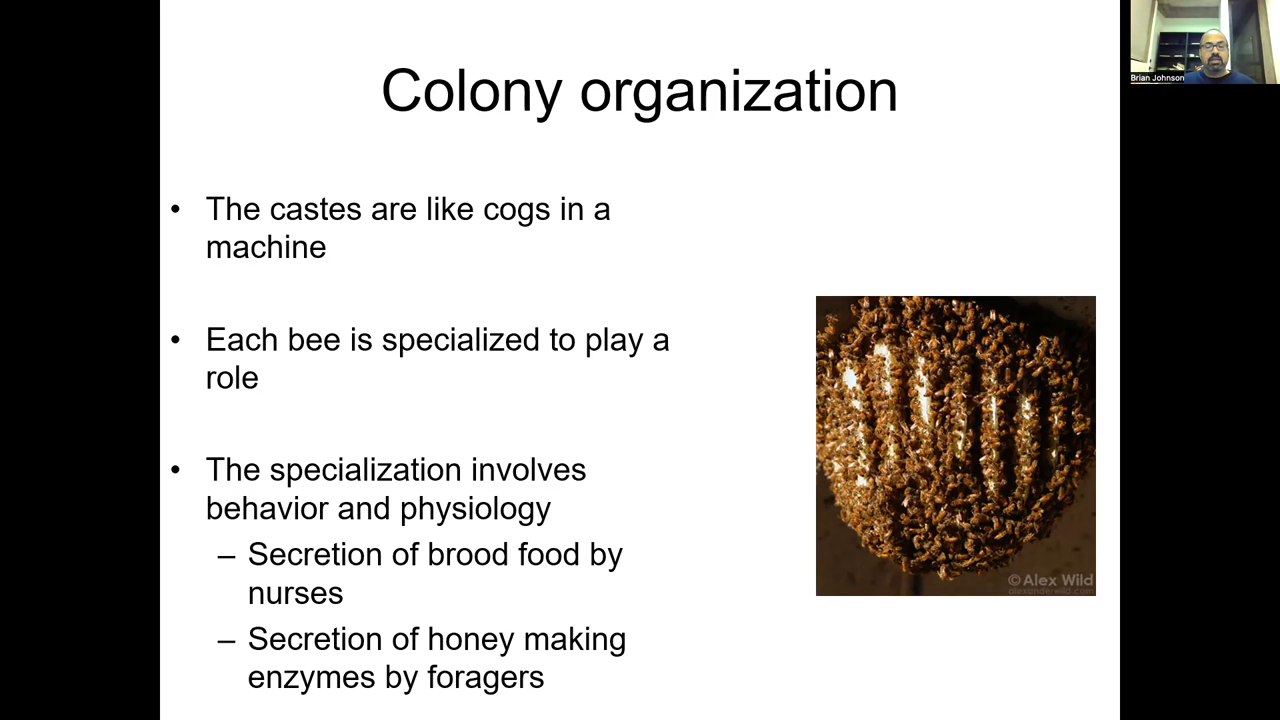 Colony organization
Brian Johnson
• The castes are like cogs in a
machine
• Each bee is specialized to play a
role
• The specialization involves
behavior and physiology
– Secretion of brood food by
nurses
– Secretion of honey making
enzymes by foragers
©Alex Wild
alexanderwild.com